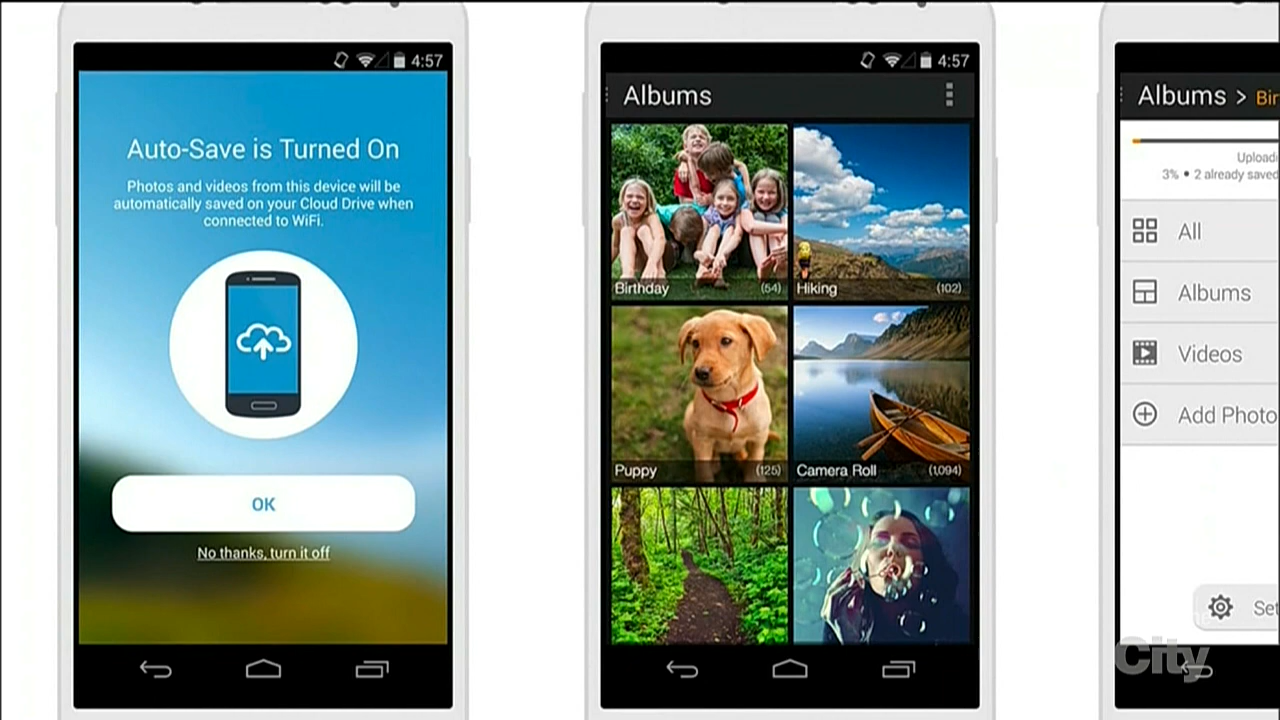 4:57
Auto-Save is Turned On
Photos and videos from this device will be
automatically saved on your Cloud Drive when
connected to WiFi.
OK
No thanks, turn it off
4:57
Albums
Birthday (54)
Hiking (102)
Puppy (125)
Camera Roll (1,094)
Albums >
3% • 2 already saved
All
Albums
Videos
Add
City